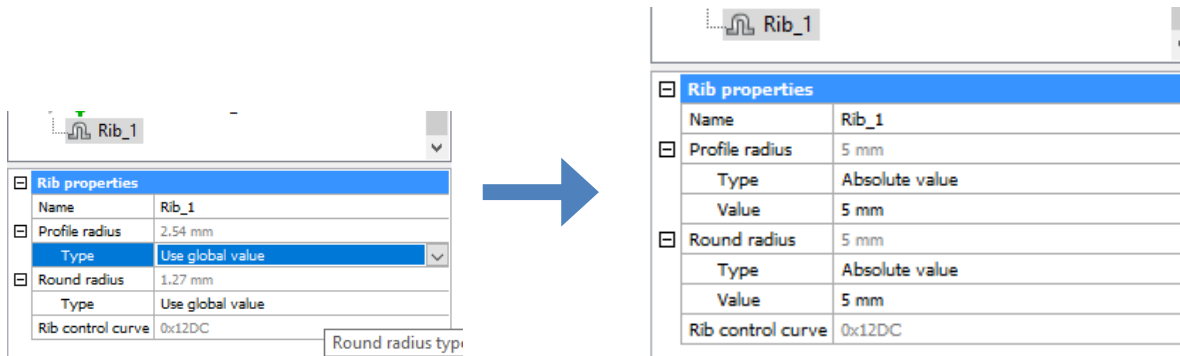 Rib_1
Rib properties
Name Rib_1
Profile radius 2.54 mm
Type Use global value
Round radius 1.27 mm
Type Use global value
Rib control curve 0x12DC
Round radius typ
Rib_1
Rib properties
Name Rib_1
Profile radius 5 mm
Type Absolute value
Value 5 mm
Round radius 5 mm
Type Absolute value
Value 5 mm
Rib control curve 0x12DC